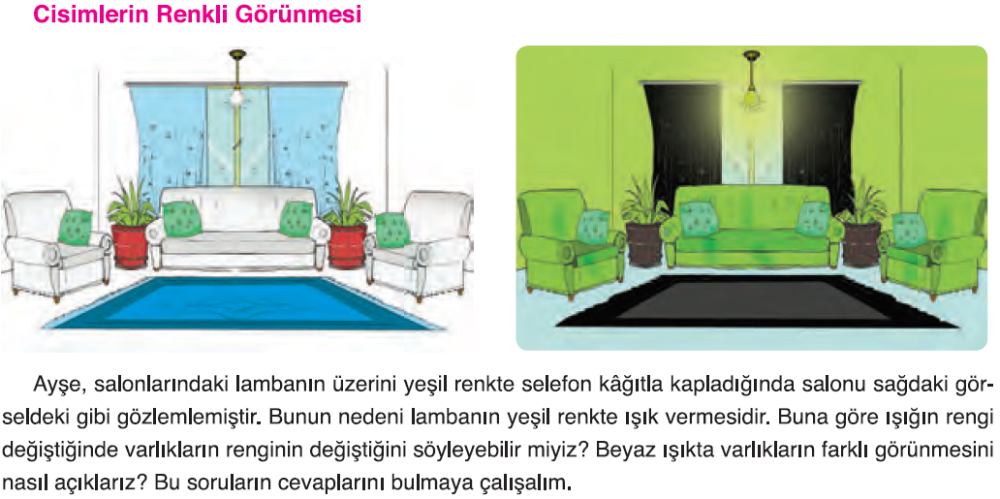 Cisimlerin Renkli Görünmesi
Ayşe, salonlarındaki lambanın üzerini yeşil renkte selefon kâğıtla kapladığında salonu sağdaki gör-
seldeki gibi gözlemlemiştir. Bunun nedeni lambanın yeşil renkte ışık vermesidir. Buna göre ışığın rengi
değiştiğinde varlıkların renginin değiştiğini söyleyebilir miyiz? Beyaz ışıkta varlıkların farklı görünmesini
nasıl açıklarız? Bu soruların cevaplarını bulmaya çalışalım.